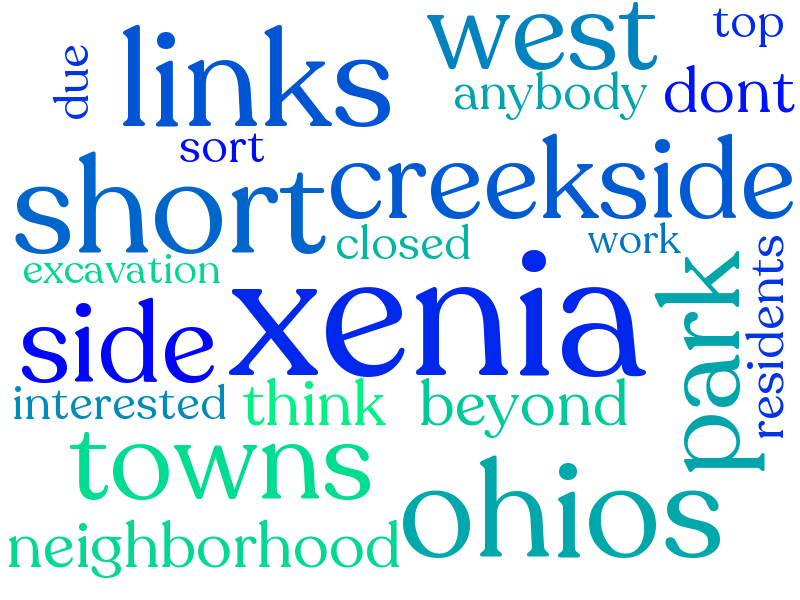 top
west
links
due
anybody
dont
sort
creekside
short
closed
work
excavation
xenia
park
residents
side
interested
think
beyond
towns
ohios
neighborhood